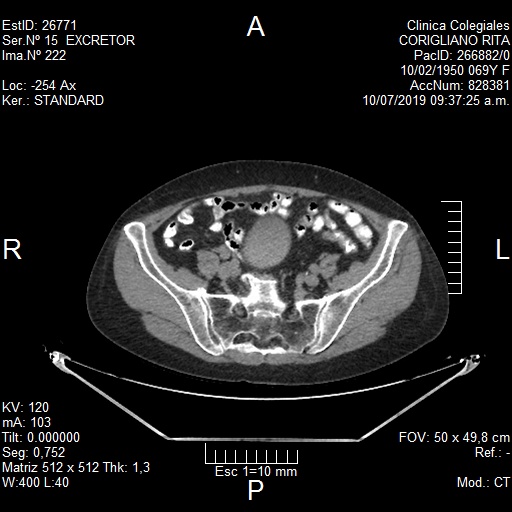 EstID: 26771
Ser.Nº 15  EXCRETOR
Ima.Nº 222
Loc: -254 Ax
Ker.: STANDARD
A
Clinica Colegiales
CORIGLIANO RITA
PacID: 266882/0
10/02/1950 069Y F
AccNum: 828381
10/07/2019 09:37:25 a.m.
R
L
KV: 120
mA: 103
Tilt: 0.000000
Seg: 0,752
Matriz 512 x 512 Thk: 1,3
W:400 L:40
Esc 1=10 mm
P
FOV: 50 x 49,8 cm
Ref.: -
Mod.: CT